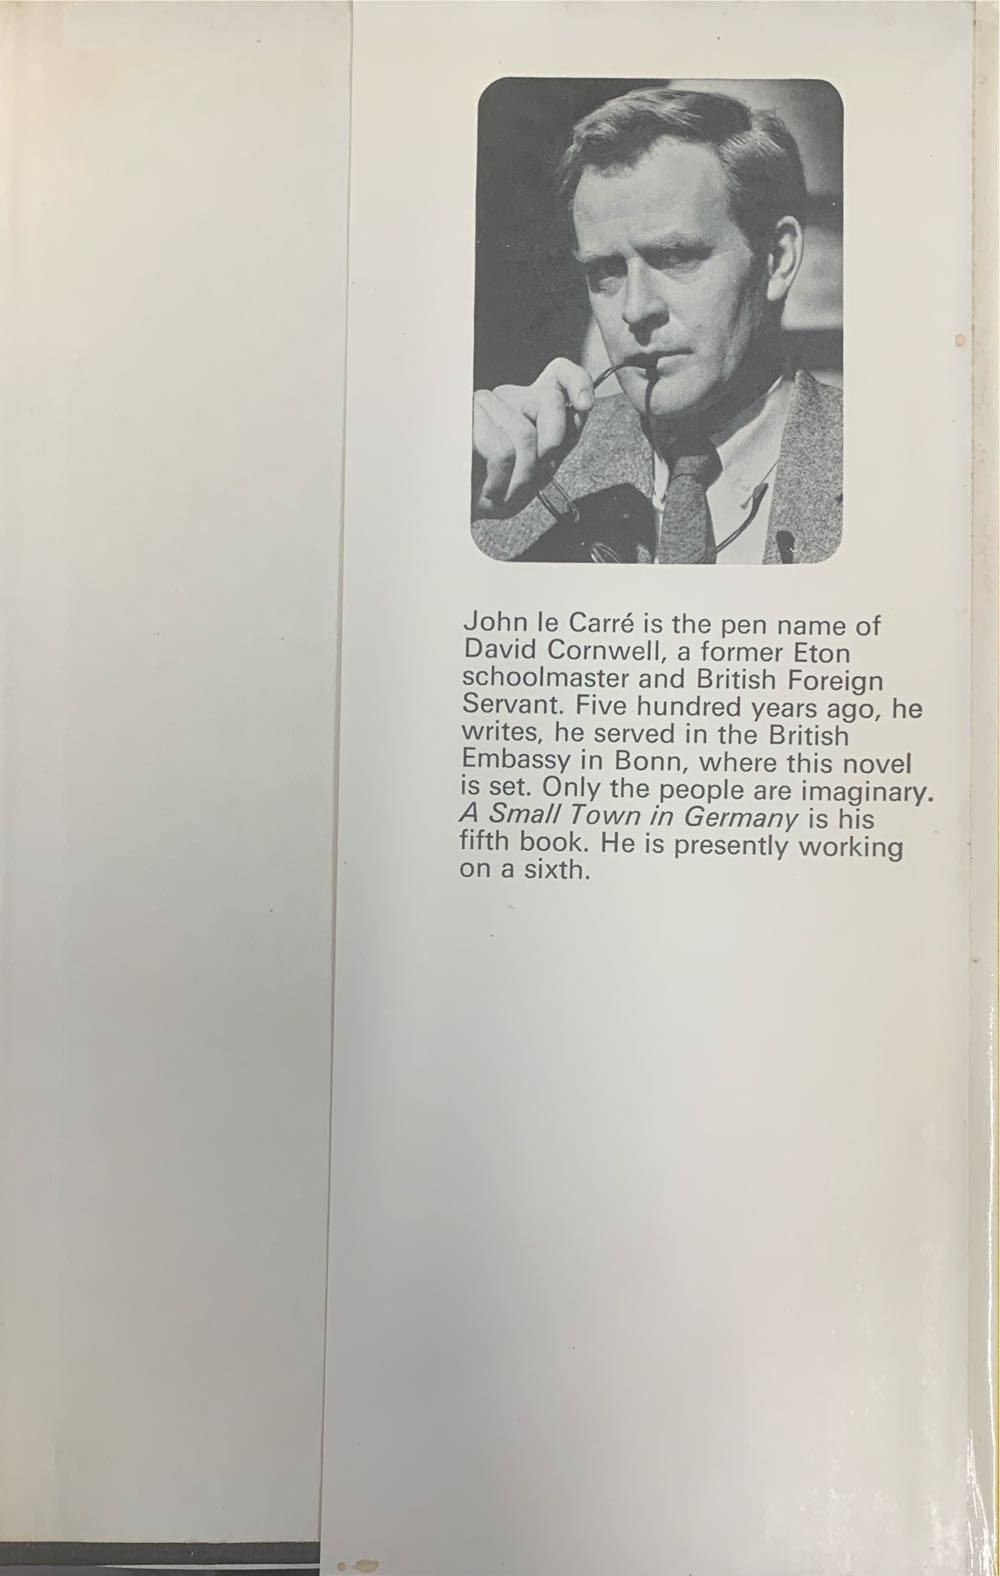 John le Carré is the pen name of
David Cornwell, a former Eton
schoolmaster and British Foreign
Servant. Five hundred years ago, he
writes, he served in the British
Embassy in Bonn, where this novel
is set. Only the people are imaginary.
A Small Town in Germany is his
fifth book. He is presently working
on a sixth.